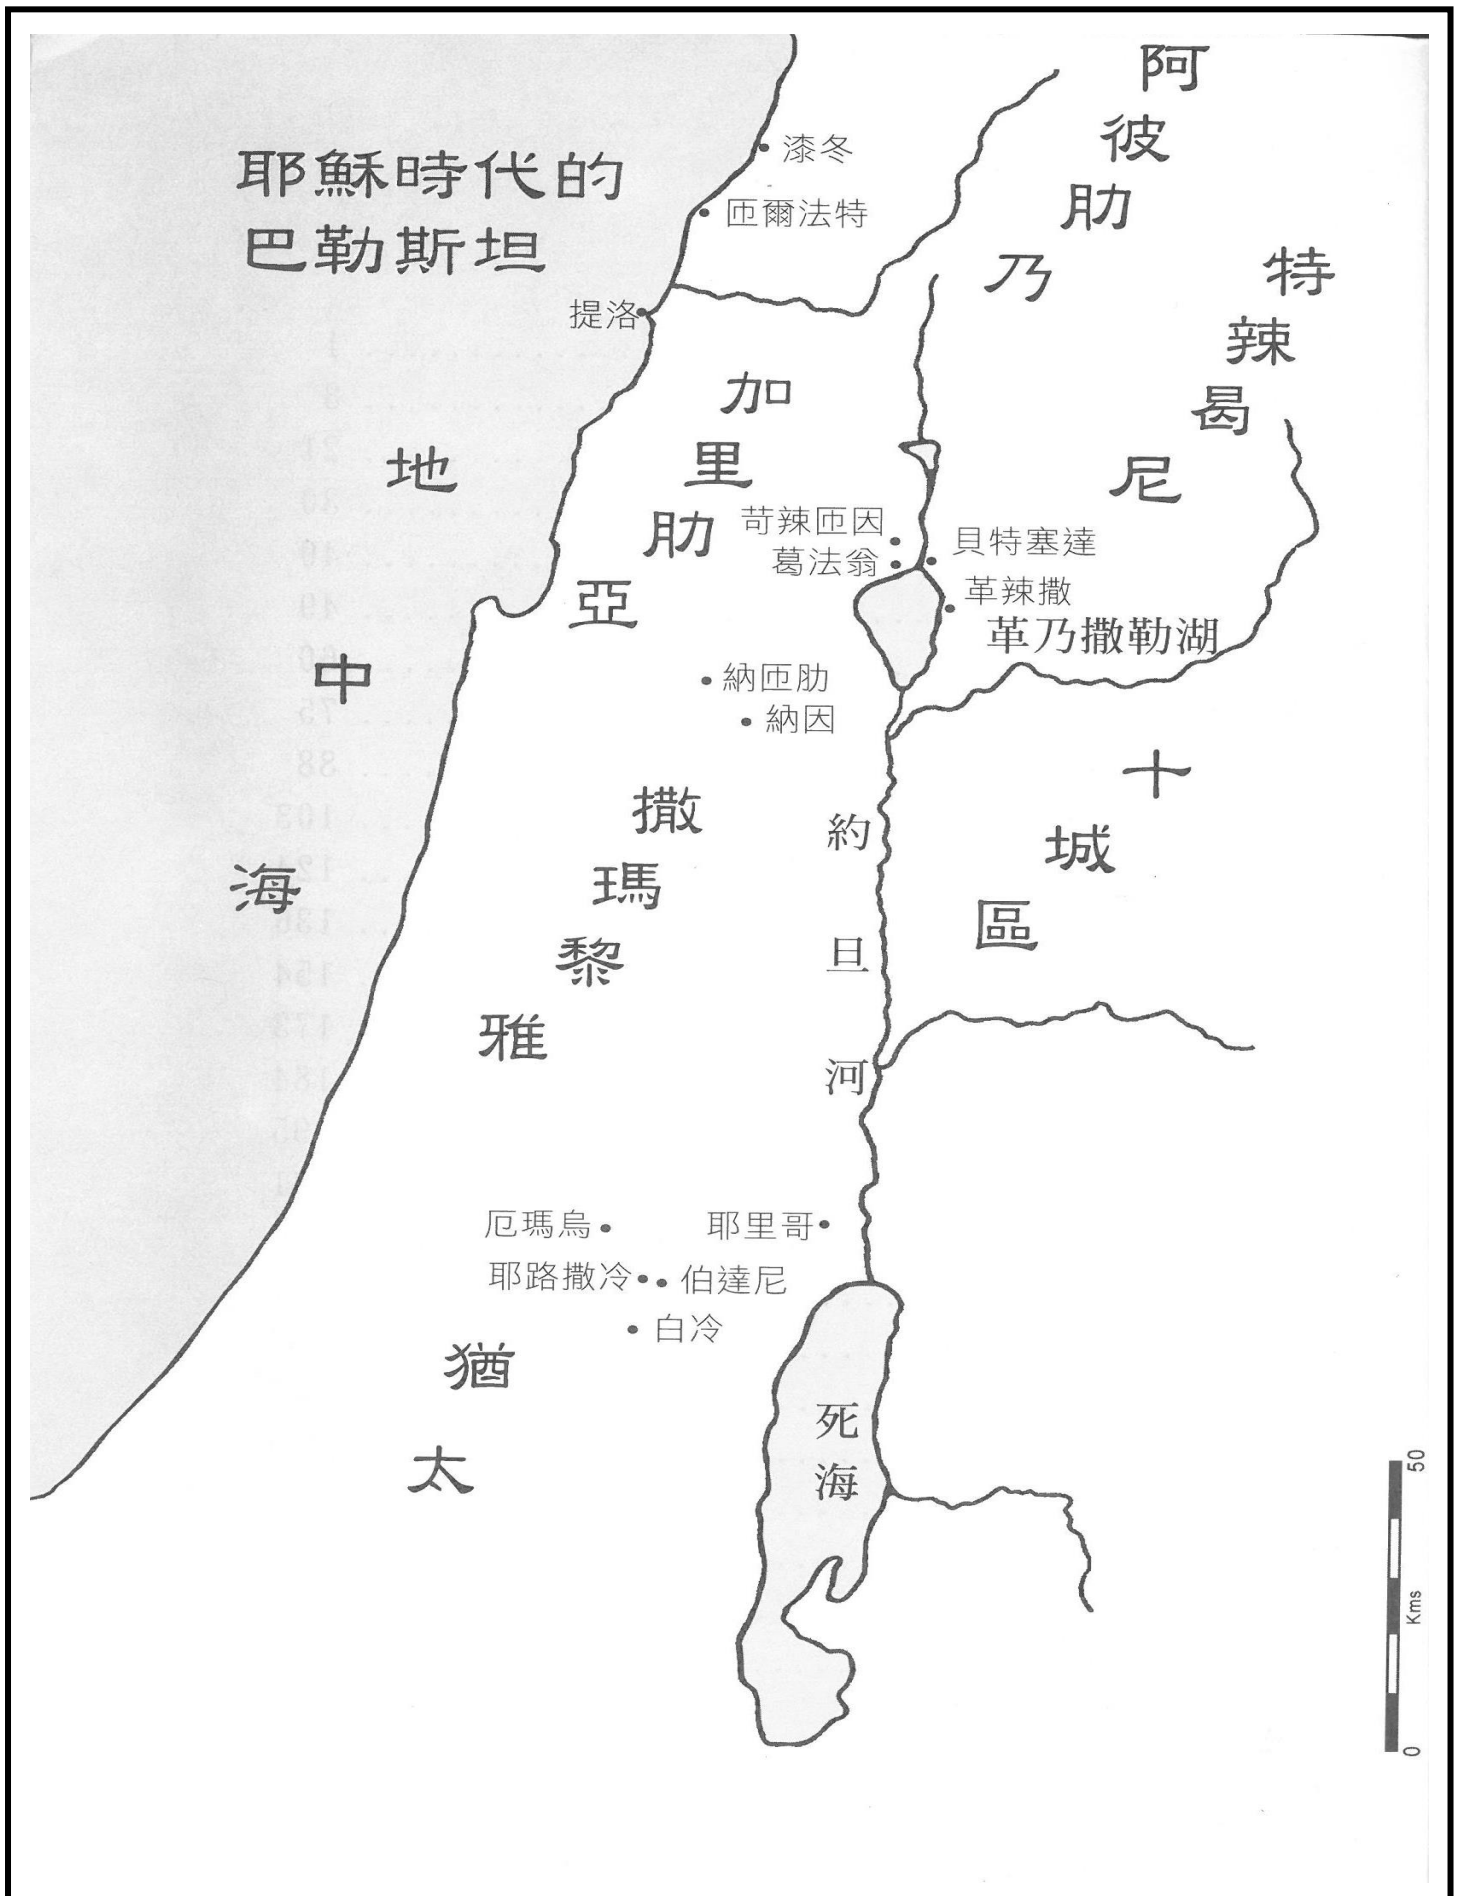 耶穌時代的
巴勒斯坦
阿彼肋乃
特辣曷尼
漆冬
匝爾法特
提洛
加里肋亞
地中海
苛辣匝因
葛法翁
貝特塞達
革辣撒
革乃撒勒湖
納匝肋
納因
十城區
撒瑪黎雅
約旦河
厄瑪烏
耶里哥
耶路撒冷
伯達尼
白冷
猶太
死海
50
Kms
0